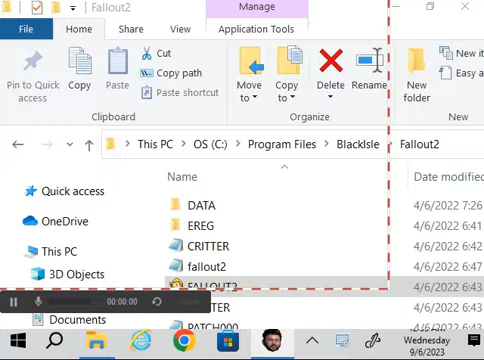 Fallout2
Manage
File
Home
Share
View
Application Tools
Pin to Quick access
Copy
Paste
Cut
Copy path
Paste shortcut
Move to
Copy to
Delete
Rename
New folder
New it
Easy a
Clipboard
Organize
New
This PC
OS (C:)
Program Files
BlackIsle
Fallout2
Name
Date modified
Quick access
OneDrive
This PC
3D Objects
Documents
DATA
4/6/2022 7:26
EREG
4/6/2022 6:41
CRITTER
4/6/2022 6:42
fallout2
4/6/2022 6:47
FALLOUT2
4/6/2022 6:43
TER
4/6/2022 6:43
PATCH000
4/6/2022 6:43
00:00:00
Wednesday
9/6/2023